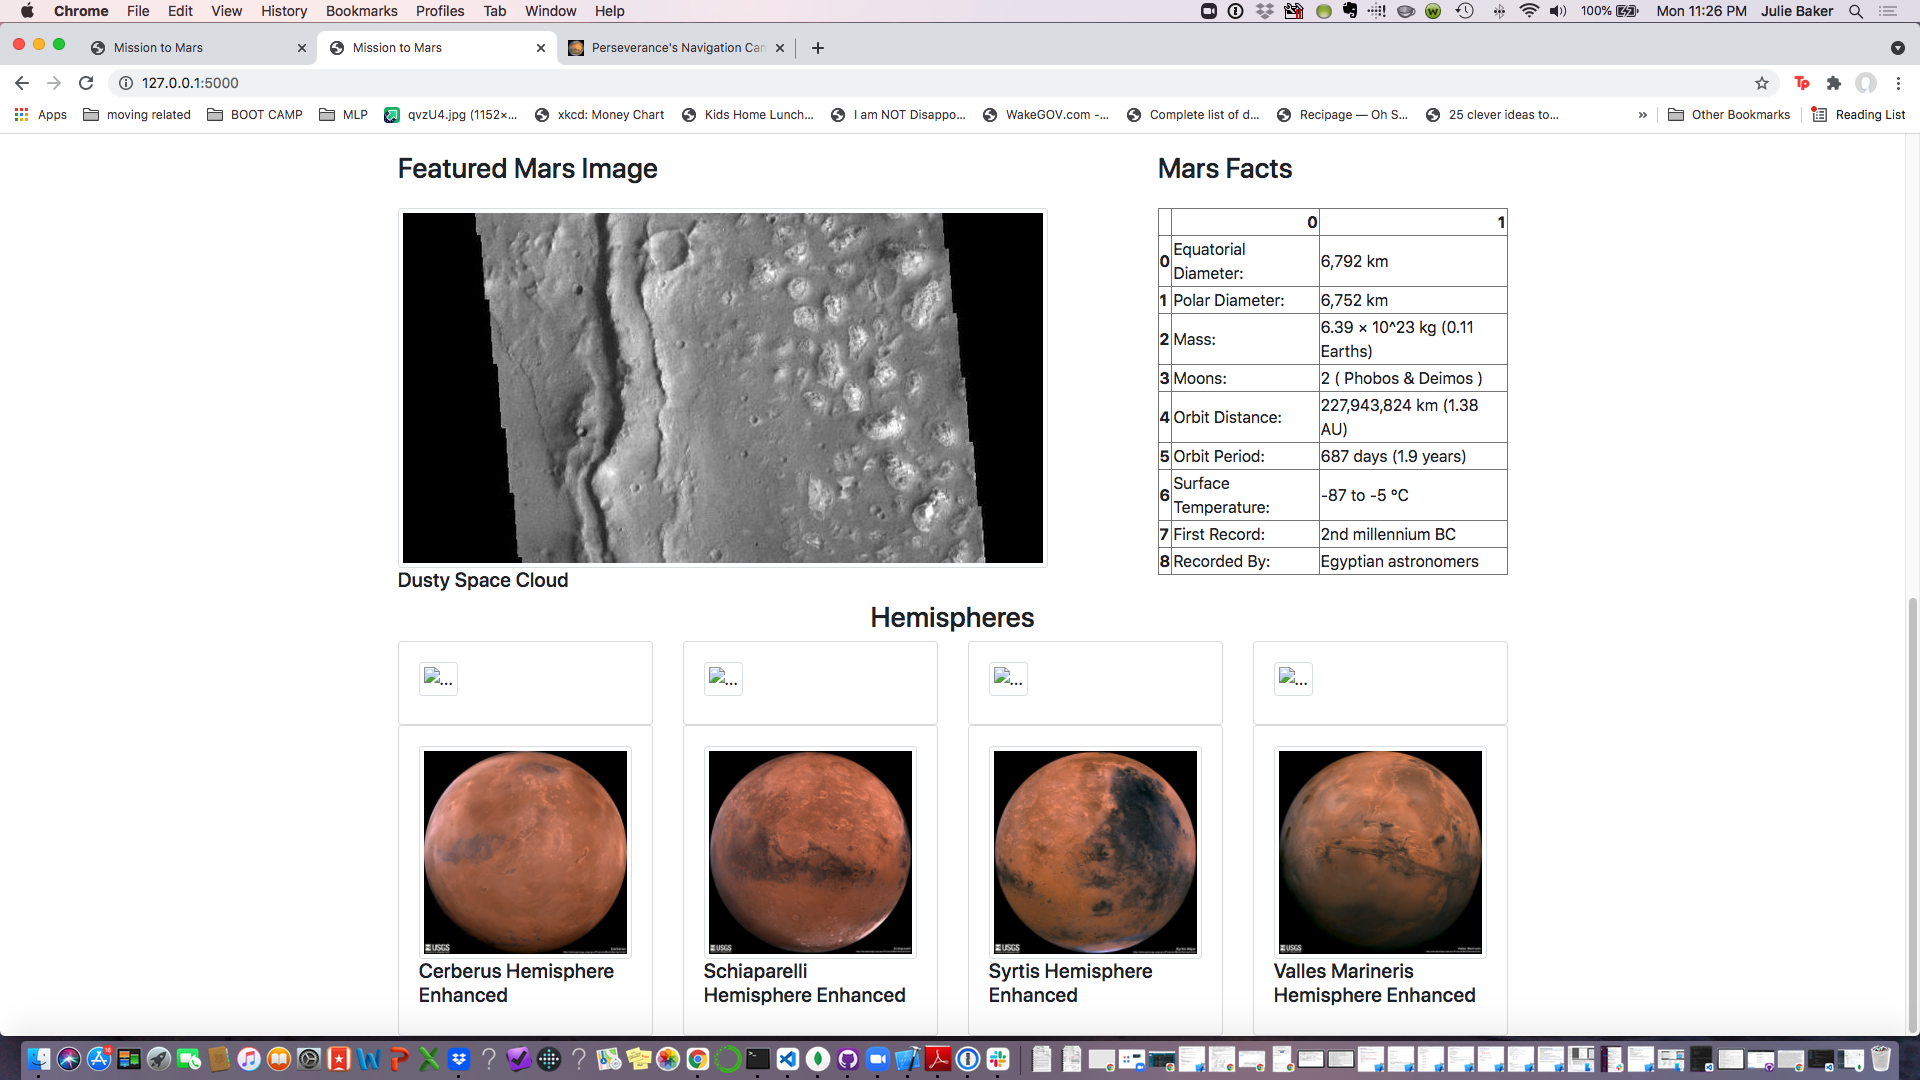 Chrome File Edit View History Bookmarks Profiles Tab Window Help
100% Mon 11:26 PM Julie Baker
Mission to Mars
Mission to Mars
Perseverance's Navigation Can
127.0.0.1:5000
Apps
moving related
BOOT CAMP
MLP
qvzU4.jpg (1152×...
xkcd: Money Chart
Kids Home Lunch...
I am NOT Disappo...
WakeGOV.com -...
Complete list of d...
Recipage — Oh S...
25 clever ideas to...
»
Other Bookmarks
Reading List
Featured Mars Image
Dusty Space Cloud
Mars Facts
0 1
0 Equatorial Diameter: 6,792 km
1 Polar Diameter: 6,752 km
2 Mass: 6.39 × 10^23 kg (0.11 Earths)
3 Moons: 2 ( Phobos & Deimos )
4 Orbit Distance: 227,943,824 km (1.38 AU)
5 Orbit Period: 687 days (1.9 years)
6 Surface Temperature: -87 to -5 °C
7 First Record: 2nd millennium BC
8 Recorded By: Egyptian astronomers
Hemispheres
...
...
...
...
USGS
USGS
USGS
USGS
Cerberus Hemisphere
Enhanced
Schiaparelli
Hemisphere Enhanced
Syrtis Hemisphere
Enhanced
Valles Marineris
Hemisphere Enhanced